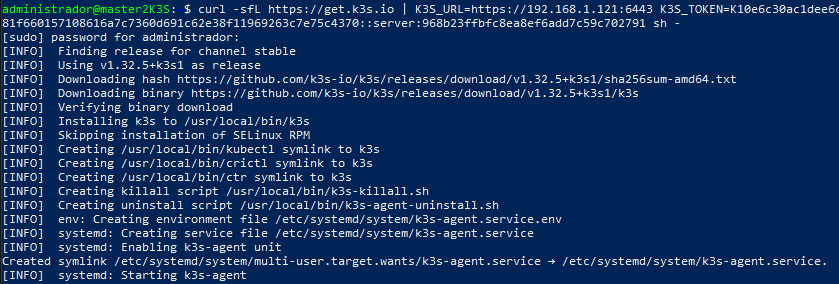 administrador@master2K3S: $ curl -sfL https://get.k3s.io | K3S_URL=https://192.168.1.121:6443 K3S_TOKEN=K10e6c30ac1dee6c
81f660157108616a7c7360d691c62e38f11969263c7e75c4370::server:968b23ffbfc8ea8ef6add7c59c702791 sh -
[sudo] password for administrador:
[INFO]  Finding release for channel stable
[INFO]  Using v1.32.5+k3s1 as release
[INFO]  Downloading hash https://github.com/k3s-io/k3s/releases/download/v1.32.5+k3s1/sha256sum-amd64.txt
[INFO]  Downloading binary https://github.com/k3s-io/k3s/releases/download/v1.32.5+k3s1/k3s
[INFO]  Verifying binary download
[INFO]  Installing k3s to /usr/local/bin/k3s
[INFO]  Skipping installation of SELinux RPM
[INFO]  Creating /usr/local/bin/kubectl symlink to k3s
[INFO]  Creating /usr/local/bin/crictl symlink to k3s
[INFO]  Creating /usr/local/bin/ctr symlink to k3s
[INFO]  Creating killall script /usr/local/bin/k3s-killall.sh
[INFO]  Creating uninstall script /usr/local/bin/k3s-agent-uninstall.sh
[INFO]  env: Creating environment file /etc/systemd/system/k3s-agent.service.env
[INFO]  systemd: Creating service file /etc/systemd/system/k3s-agent.service
[INFO]  systemd: Enabling k3s-agent unit
Created symlink /etc/systemd/system/multi-user.target.wants/k3s-agent.service → /etc/systemd/system/k3s-agent.service.
[INFO]  systemd: Starting k3s-agent